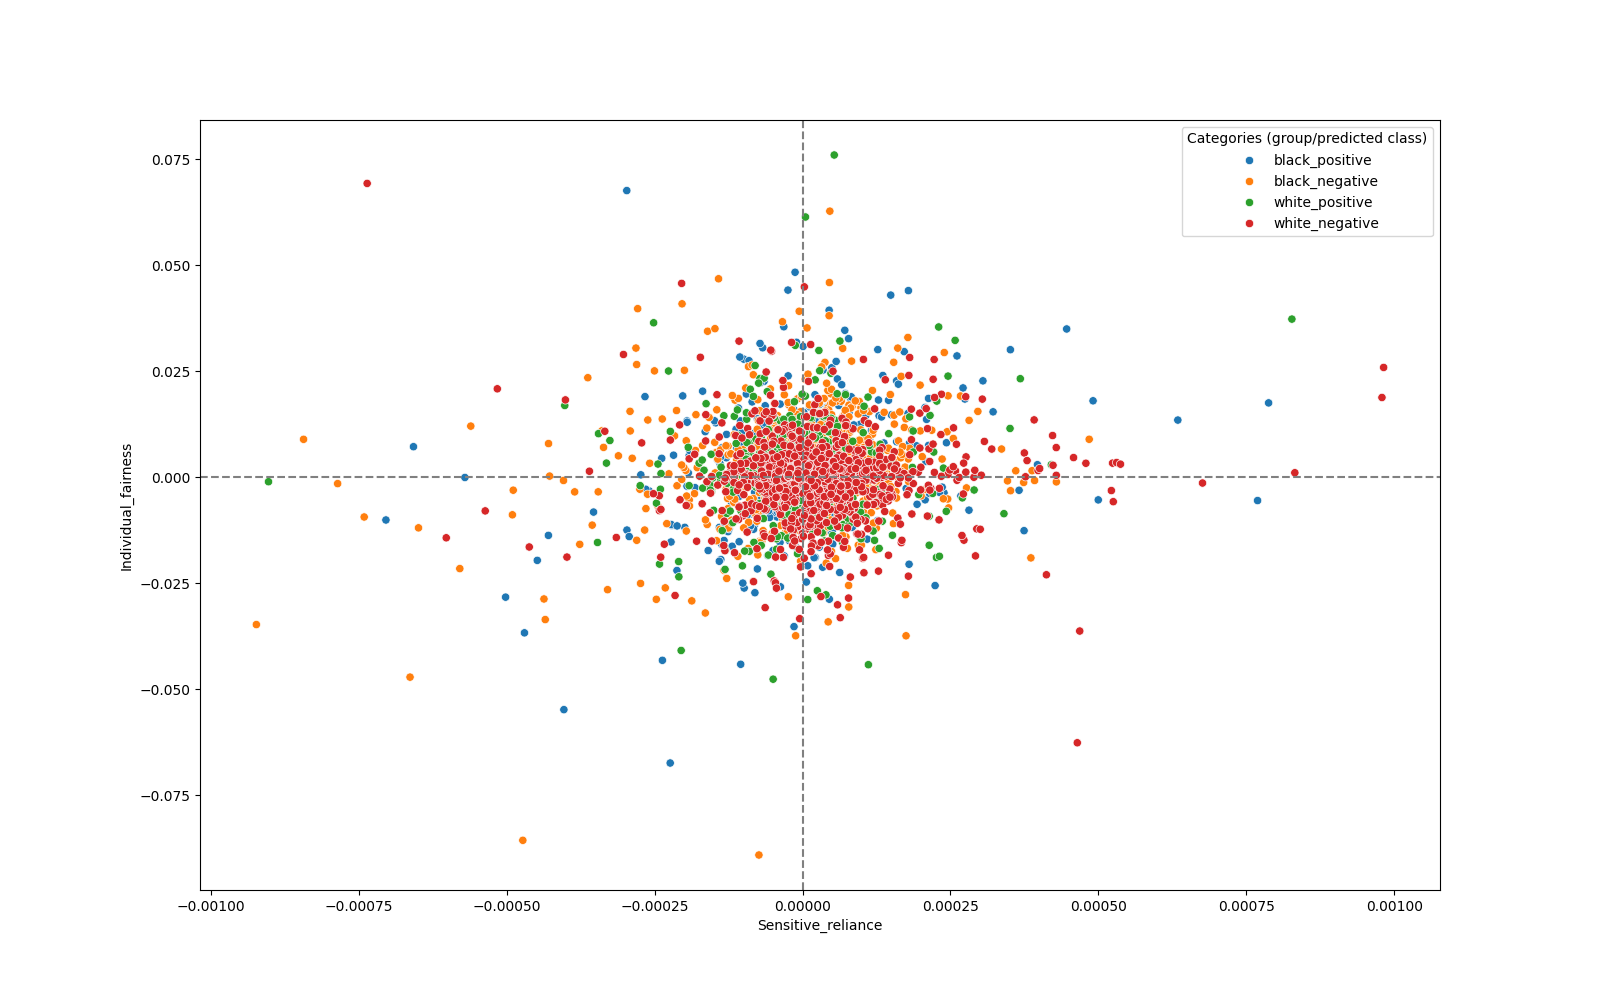 Categories (group/predicted class)
black_positive
black_negative
white_positive
white_negative
0.075
0.050
0.025
0.000
−0.025
−0.050
−0.075
Individual_fairness
−0.00100
−0.00075
−0.00050
−0.00025
0.00000
0.00025
0.00050
0.00075
0.00100
Sensitive_reliance